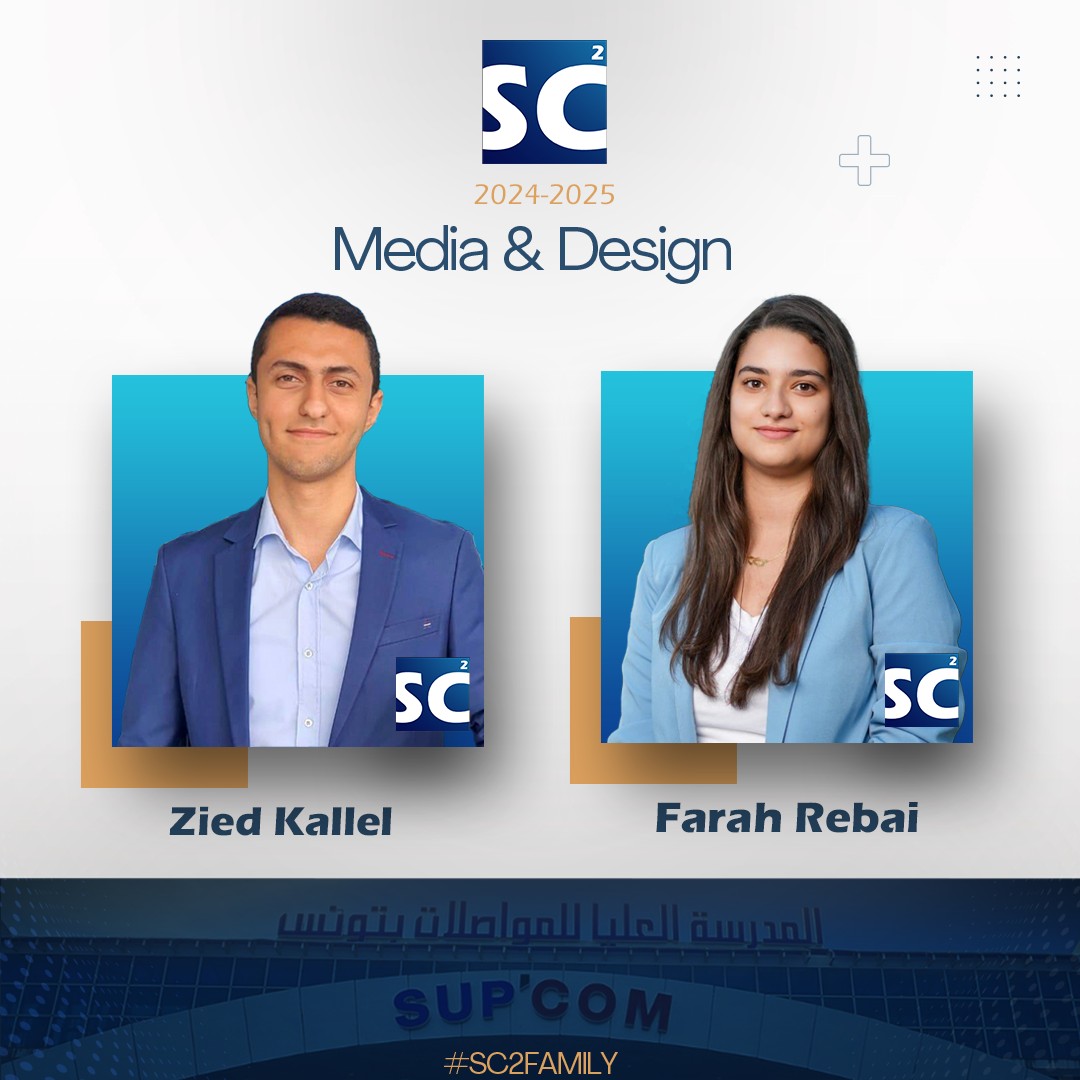 SC²
2024-2025
Media & Design
SC²
SC²
Zied Kallel
Farah Rebai
المدرسة العليا للمواصلات بتونس
SUP'COM
#SC2FAMILY